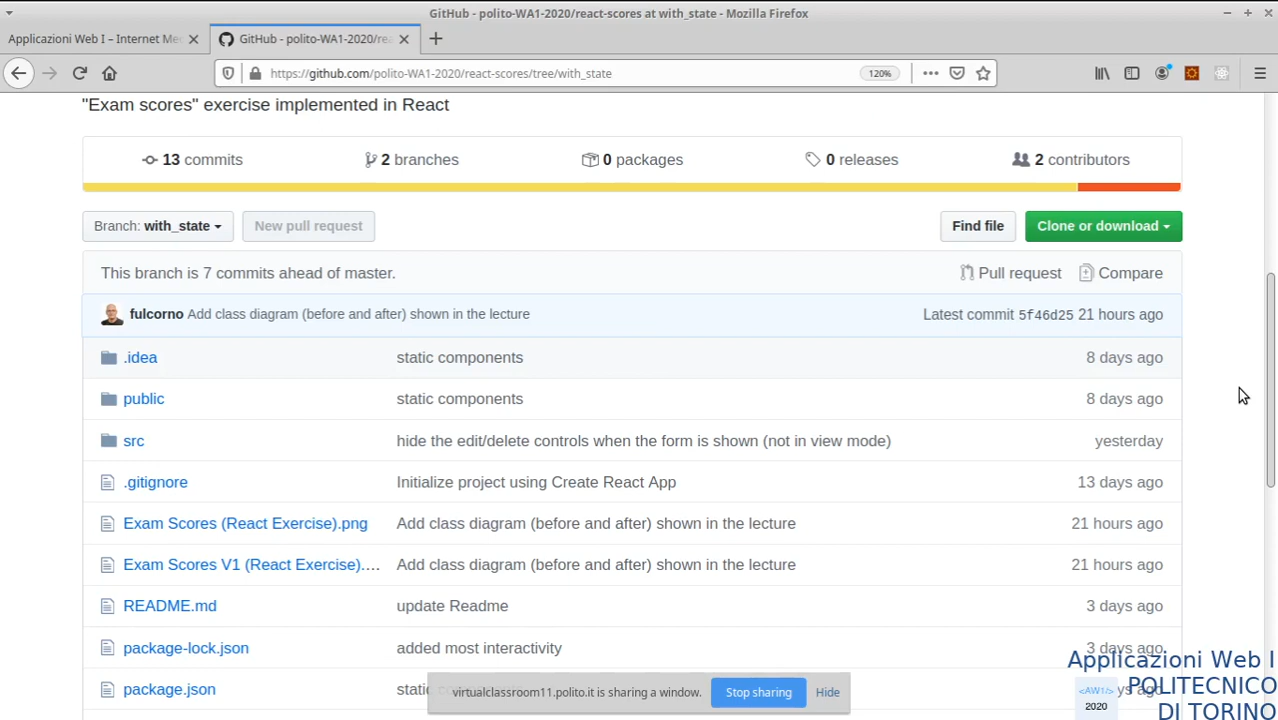 GitHub - polito-WA1-2020/react-scores at with_state - Mozilla Firefox
Applicazioni Web I – Internet Me
GitHub - polito-WA1-2020/rea
https://github.com/polito-WA1-2020/react-scores/tree/with_state
120%
"Exam scores" exercise implemented in React
13 commits
2 branches
0 packages
0 releases
2 contributors
Branch: with_state
New pull request
Find file
Clone or download
This branch is 7 commits ahead of master.
Pull request
Compare
fulcorno Add class diagram (before and after) shown in the lecture
Latest commit 5f46d25 21 hours ago
.idea static components 8 days ago
public static components 8 days ago
src hide the edit/delete controls when the form is shown (not in view mode) yesterday
.gitignore Initialize project using Create React App 13 days ago
Exam Scores (React Exercise).png Add class diagram (before and after) shown in the lecture 21 hours ago
Exam Scores V1 (React Exercise).... Add class diagram (before and after) shown in the lecture 21 hours ago
README.md update Readme 3 days ago
package-lock.json added most interactivity 3 days ago
package.json
virtualclassroom11.polito.it is sharing a window.
Stop sharing
Hide
Applicazioni Web I
POLITECNICO
DI TORINO
<AW1/>
2020